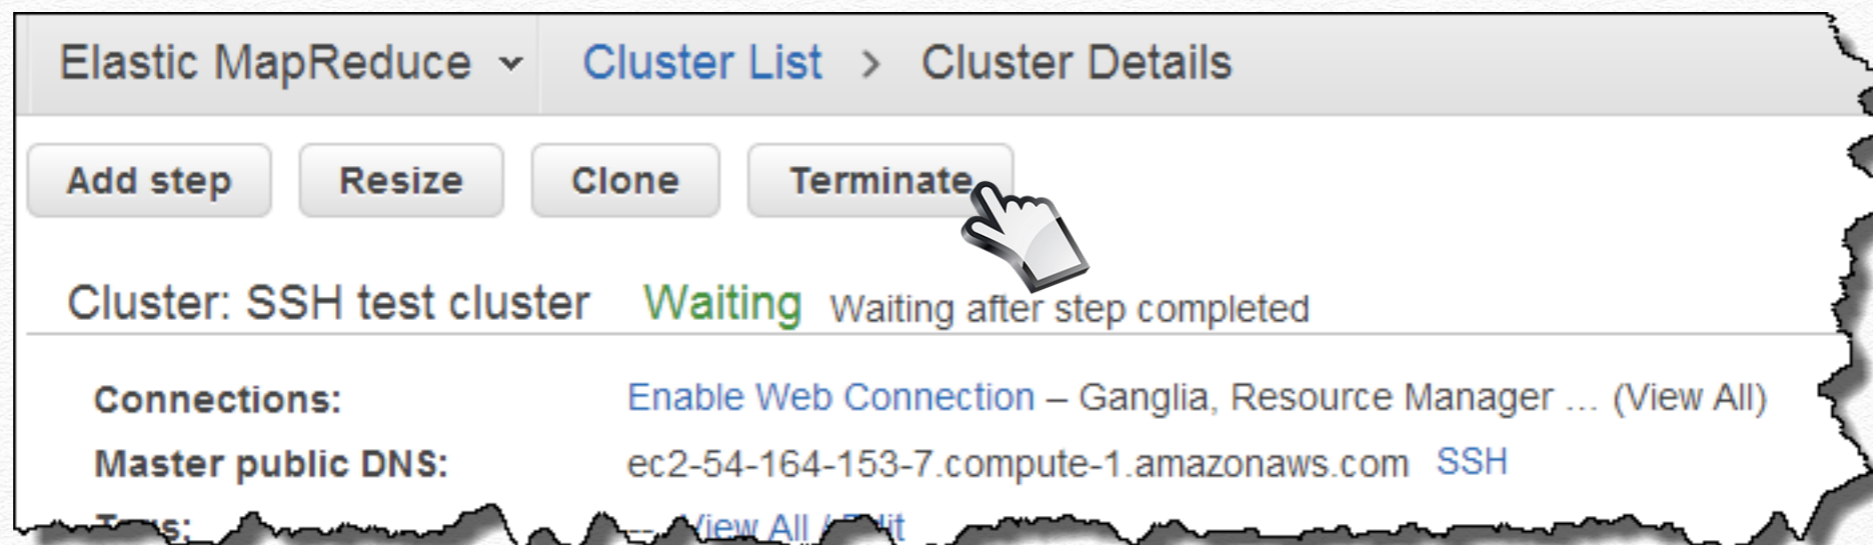 Elastic MapReduce Cluster List > Cluster Details
Add step Resize Clone Terminate
Cluster: SSH test cluster Waiting Waiting after step completed
Connections: Enable Web Connection – Ganglia, Resource Manager ... (View All)
Master public DNS: ec2-54-164-153-7.compute-1.amazonaws.com SSH
View All /